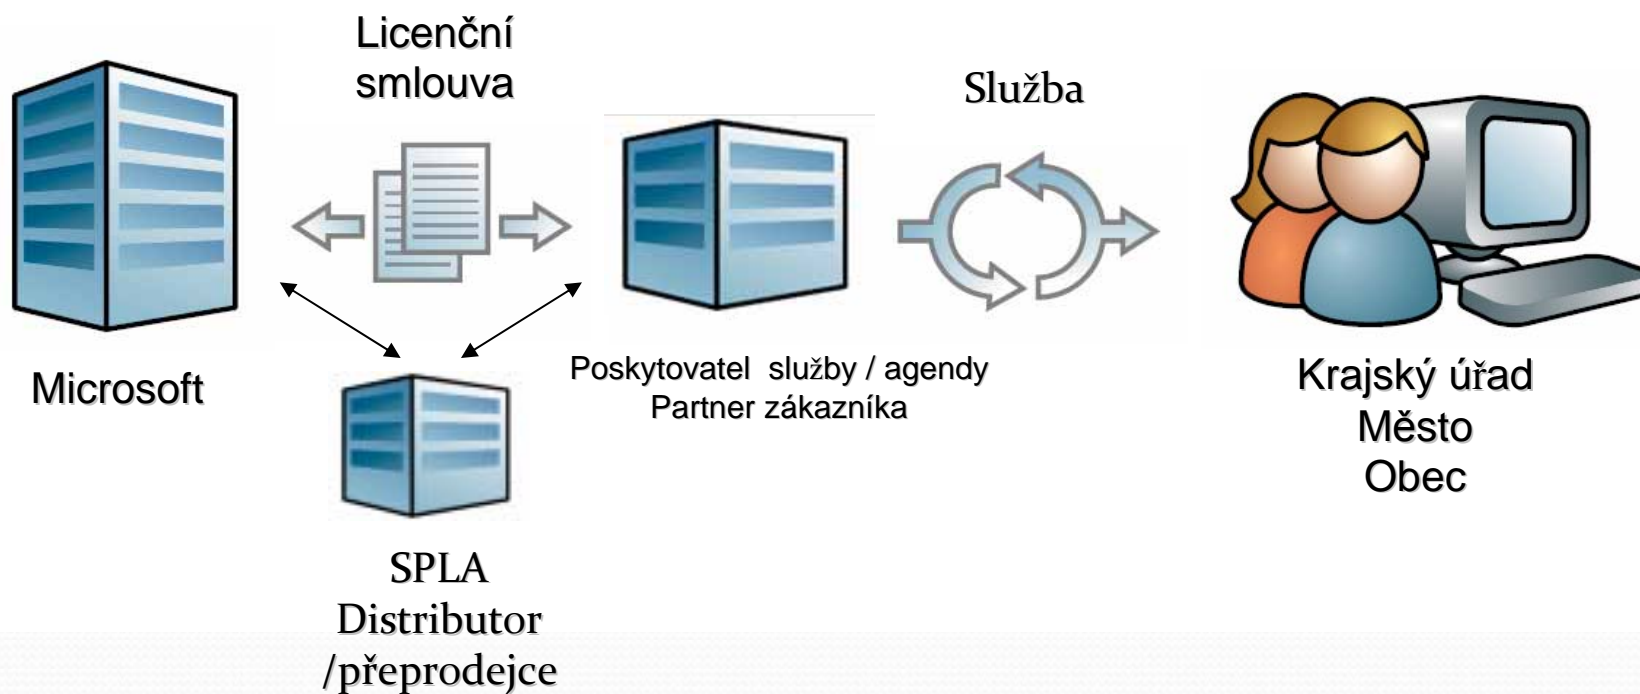 Licenční
smlouva
Služba
Microsoft
Poskytovatel služby / agendy
Partner zákazníka
Krajský úřad
Město
Obec
SPLA
Distributor
/přeprodejce